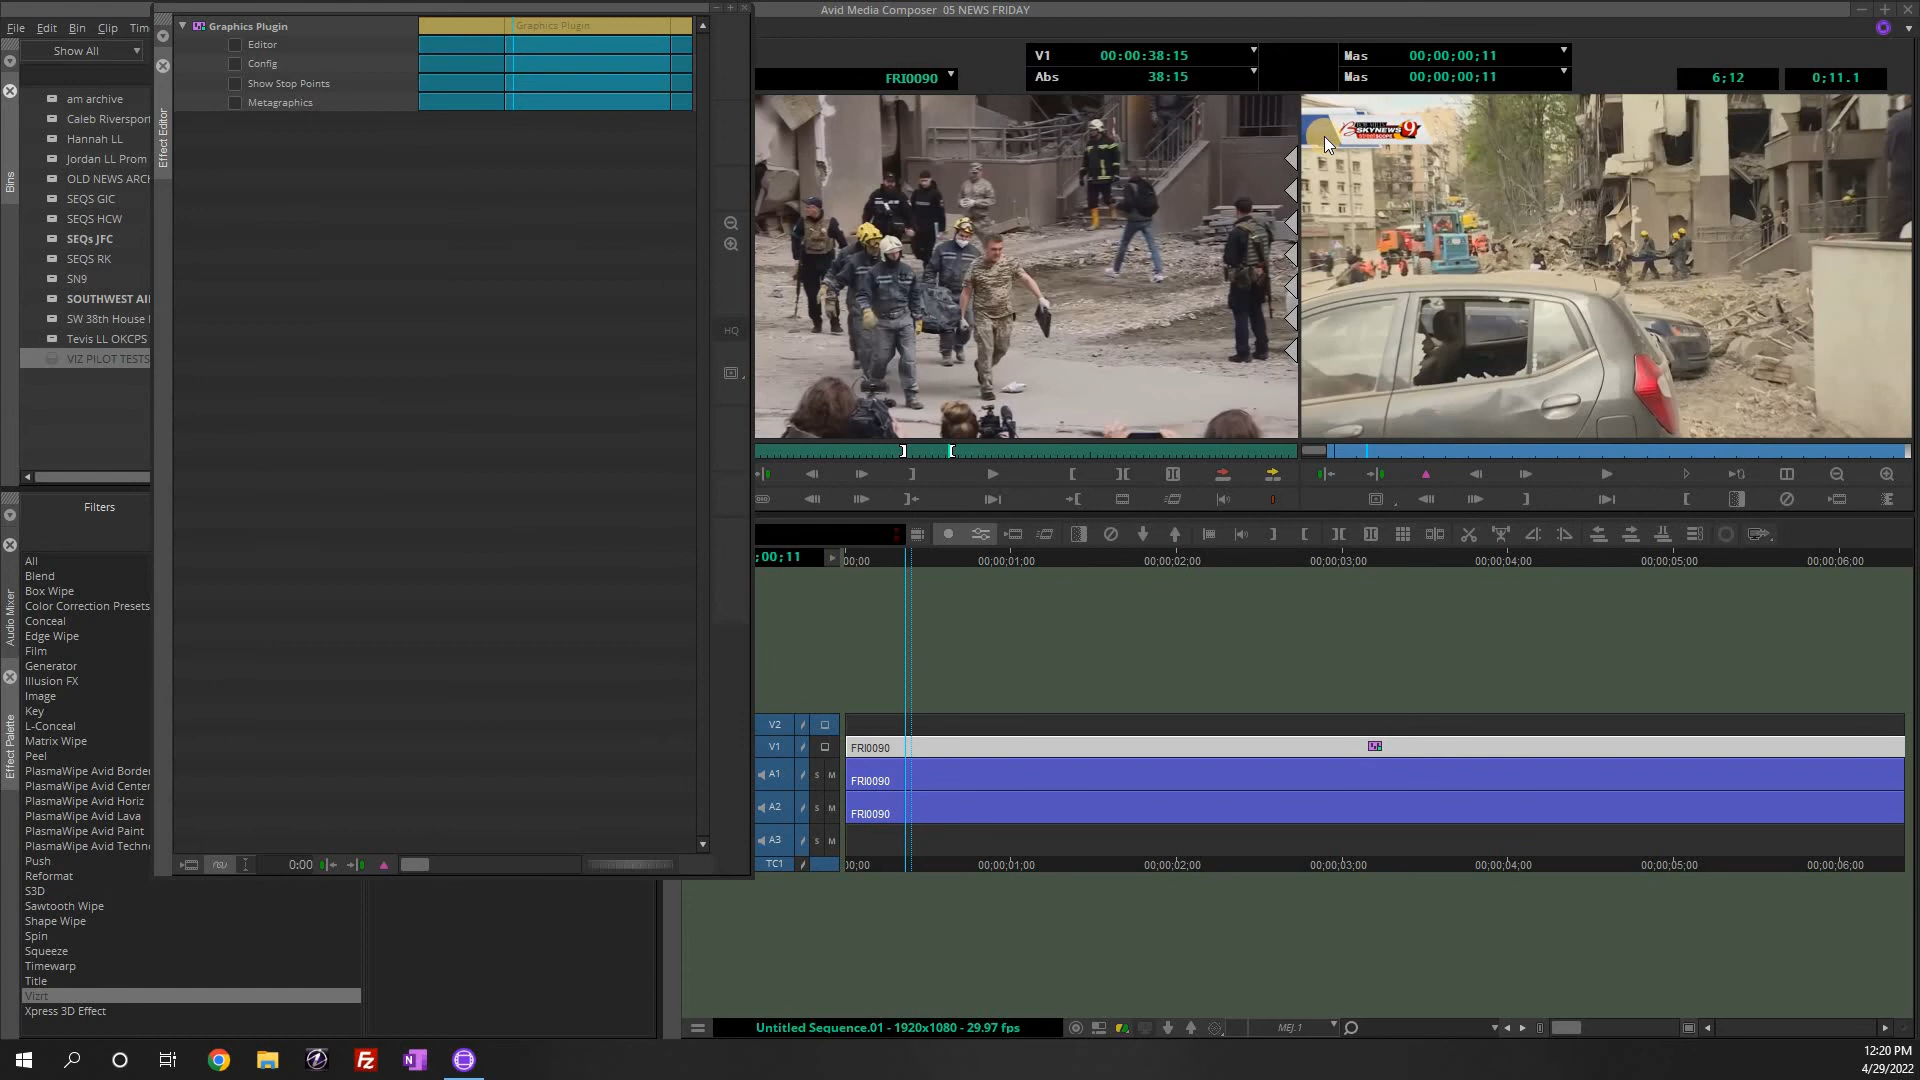 Avid Media Composer  05 NEWS FRIDAY
File Edit Bin Clip Tim
Show All
am archive
Caleb Riversport
Hannah LL
Jordan LL Prom
OLD NEWS ARCH
SEQS GIC
SEQS HCW
SEQs JFC
SEQS RK
SN9
SOUTHWEST AI
SW 38th House
Tevis LL OKCPS
VIZ PILOT TESTS
Bins
Filters
All
Blend
Box Wipe
Color Correction Presets
Conceal
Edge Wipe
Film
Generator
Illusion FX
Image
Key
L-Conceal
Matrix Wipe
Peel
PlasmaWipe Avid Border
PlasmaWipe Avid Center
PlasmaWipe Avid Horiz
PlasmaWipe Avid Lava
PlasmaWipe Avid Paint
PlasmaWipe Avid Techno
Push
Reformat
S3D
Sawtooth Wipe
Shape Wipe
Spin
Squeeze
Timewarp
Title
Vizrt
Xpress 3D Effect
Audio Mixer
Effect Palette
Effect Editor
Graphics Plugin
Graphics Plugin
Editor
Config
Show Stop Points
Metagraphics
HQ
0:00
FRI0090
V1 00:00:38:15
Abs 38:15
Mas 00;00;00;11
Mas 00;00;00;11
6;12
0;11.1
SKYNEWS 9
;00;11
00;00 00;00;01;00 00;00;02;00 00;00;03;00 00;00;04;00 00;00;05;00 00;00;06;00
V2
V1 FRI0090
A1 S M FRI0090
A2 S M FRI0090
A3 S M
TC1 00;00 00;00;01;00 00;00;02;00 00;00;03;00 00;00;04;00 00;00;05;00 00;00;06;00
Untitled Sequence.01 - 1920x1080 - 29.97 fps
MEJ.1
12:20 PM
4/29/2022